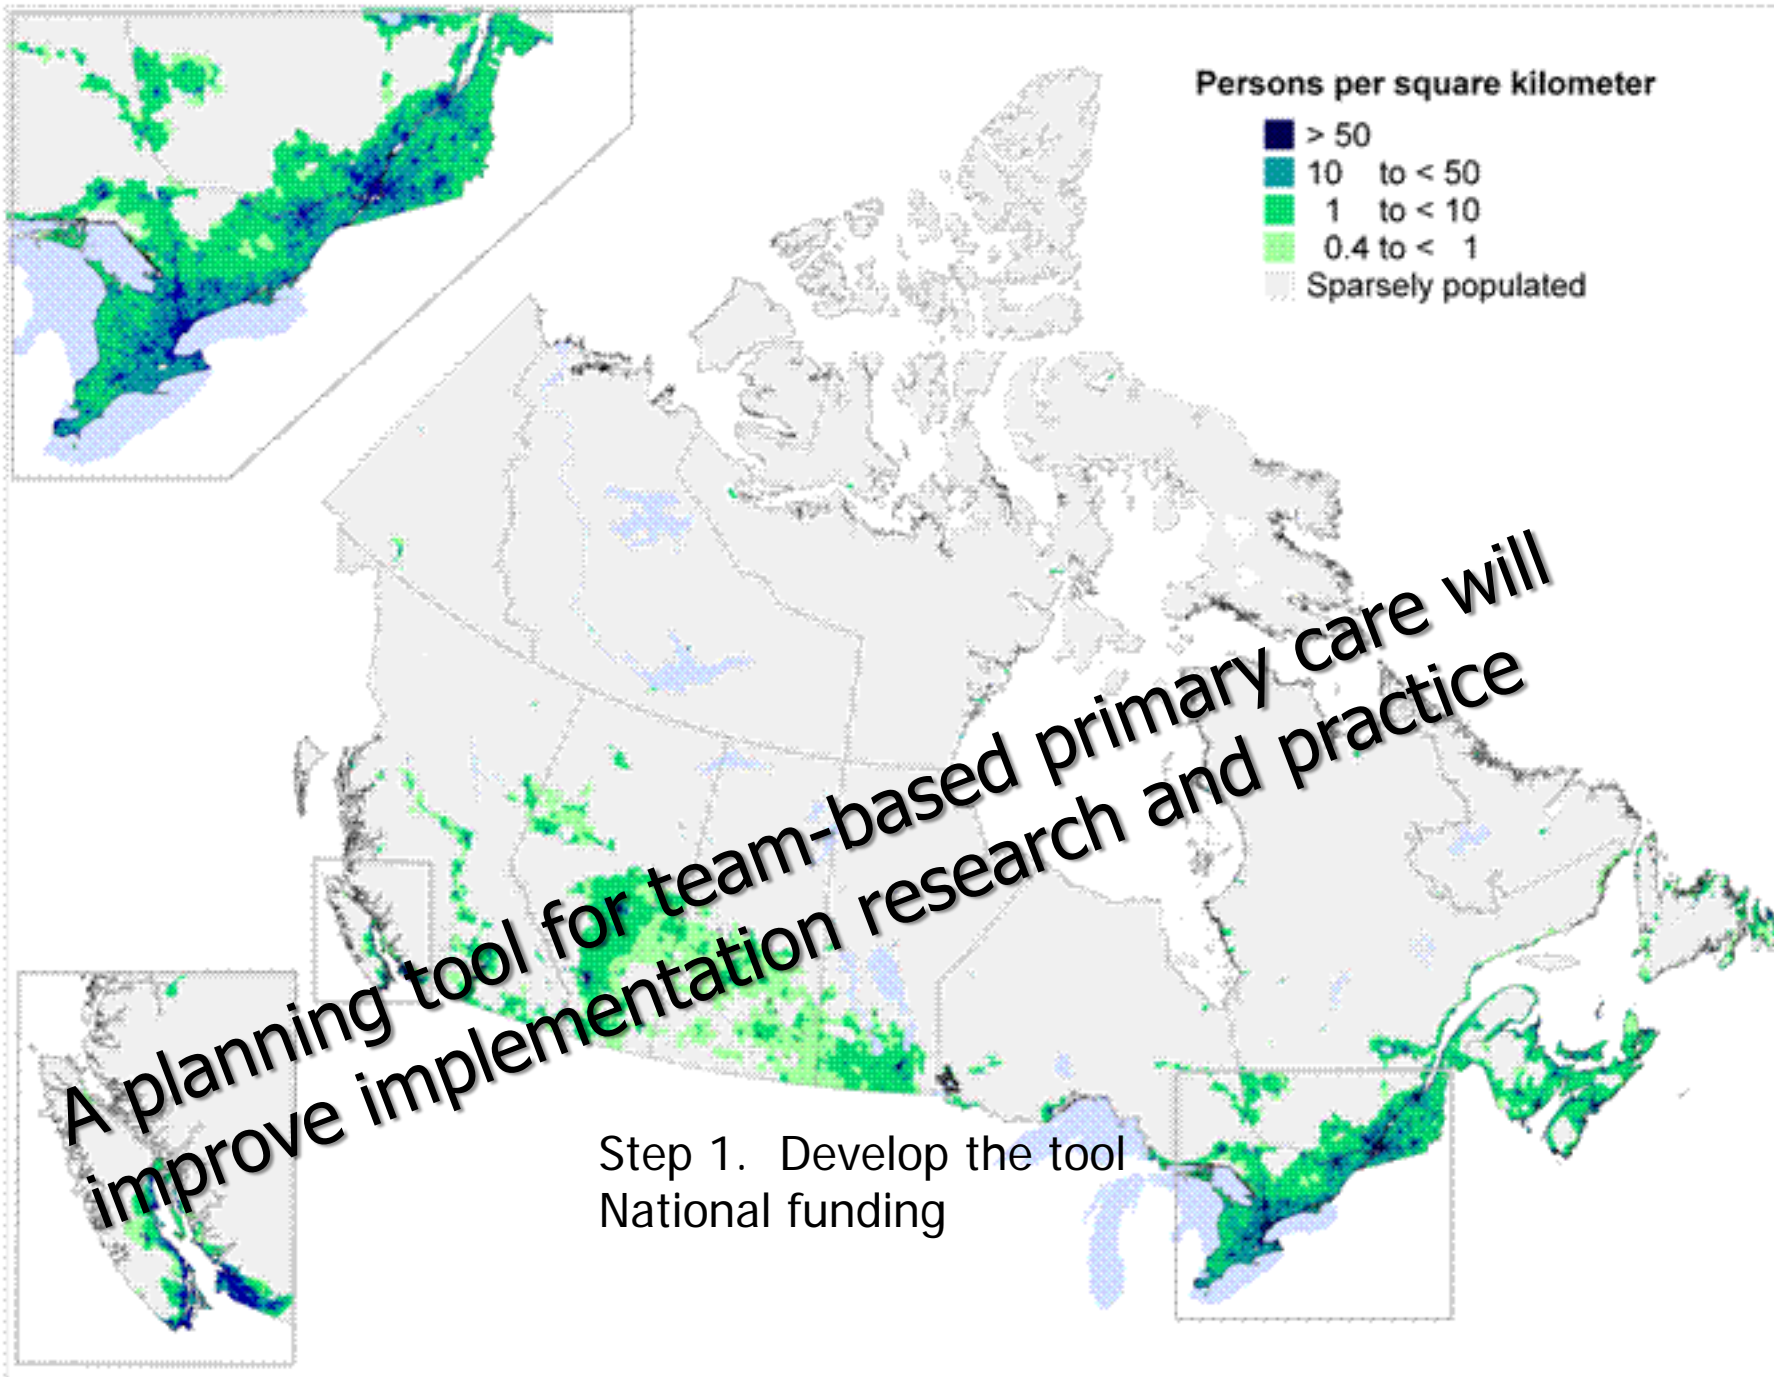 Persons per square kilometer
> 50
10 to < 50
1 to < 10
0.4 to < 1
Sparsely populated
A planning tool for team-based primary care will
improve implementation research and practice
Step 1. Develop the tool
National funding